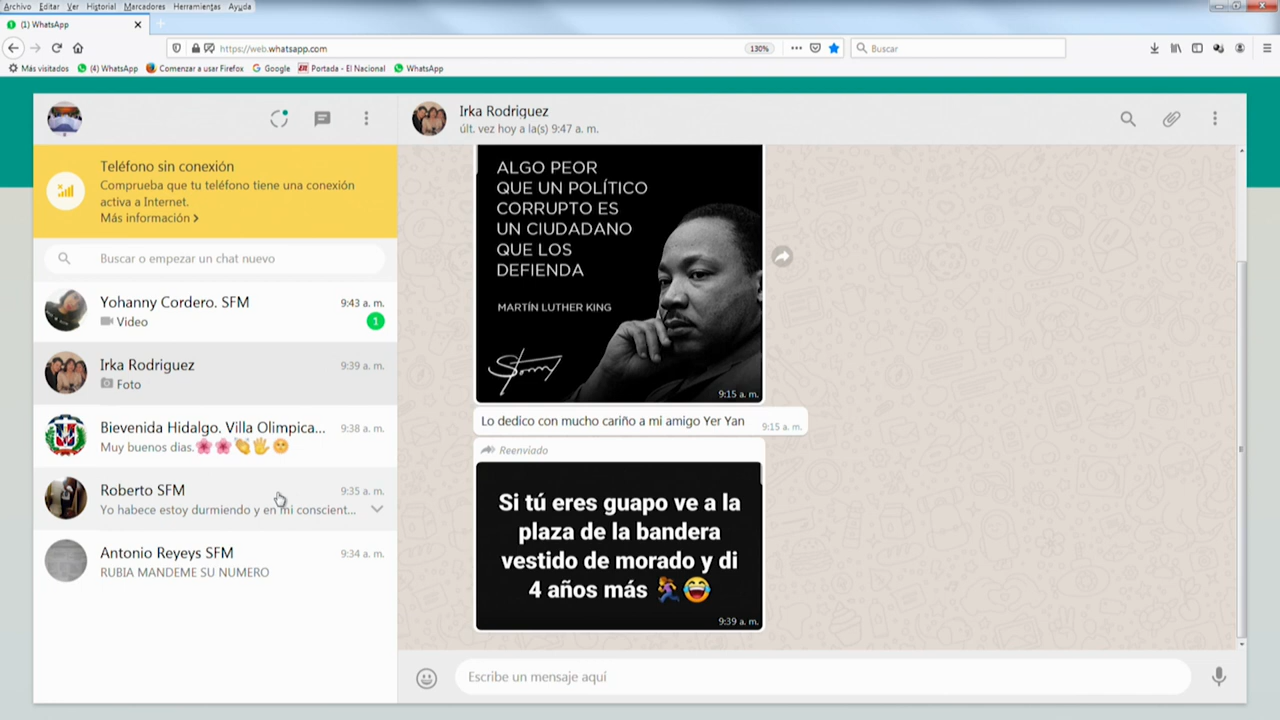 Archivo Editar Ver Historial Marcadores Herramientas Ayuda
(1) WhatsApp
https://web.whatsapp.com
130%
Buscar
Más visitados
(4) WhatsApp
Comenzar a usar Firefox
Google
Portada - El Nacional
WhatsApp
Teléfono sin conexión
Comprueba que tu teléfono tiene una conexión
activa a Internet.
Más información
Buscar o empezar un chat nuevo
Yohanny Cordero. SFM
9:43 a. m.
Video
1
Irka Rodriguez
9:39 a. m.
Foto
Bievenida Hidalgo. Villa Olimpica...
9:38 a. m.
Muy buenos dias.🌸🌸👏🖐😊
Roberto SFM
9:35 a. m.
Yo habece estoy durmiendo y en mi conscient...
Antonio Reyeys SFM
9:34 a. m.
RUBIA MANDEME SU NUMERO
Irka Rodriguez
últ. vez hoy a la(s) 9:47 a. m.
ALGO PEOR
QUE UN POLÍTICO
CORRUPTO ES
UN CIUDADANO
QUE LOS
DEFIENDA
MARTÍN LUTHER KING
9:15 a. m.
Lo dedico con mucho cariño a mi amigo Yer Yan
9:15 a. m.
Reenviado
Si tú eres guapo ve a la
plaza de la bandera
vestido de morado y di
4 años más 🏃‍♀️😂
9:39 a. m.
Escribe un mensaje aquí